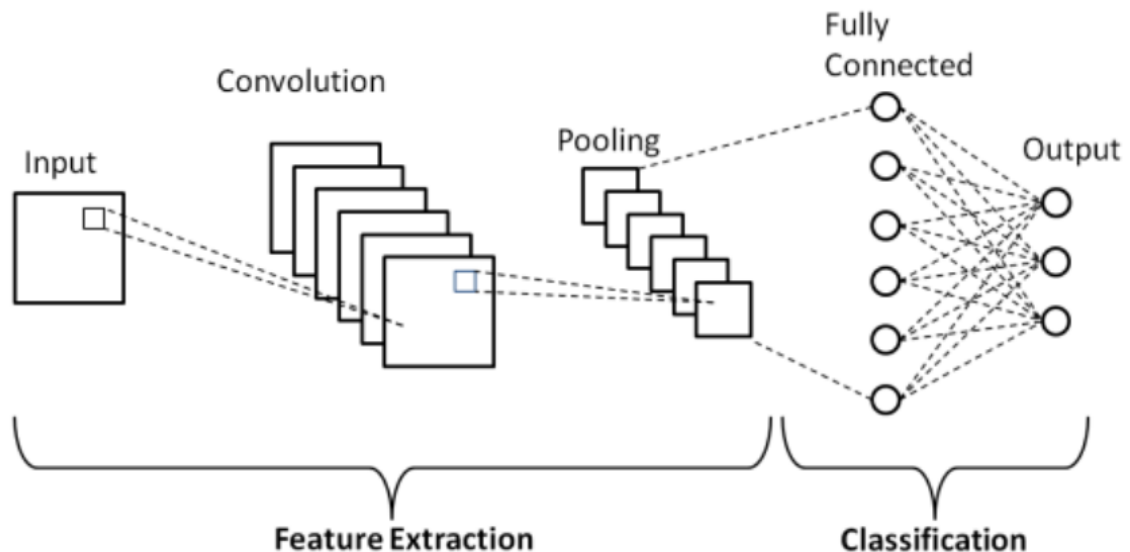 Input
Convolution
Pooling
Fully
Connected
Output
Feature Extraction
Classification